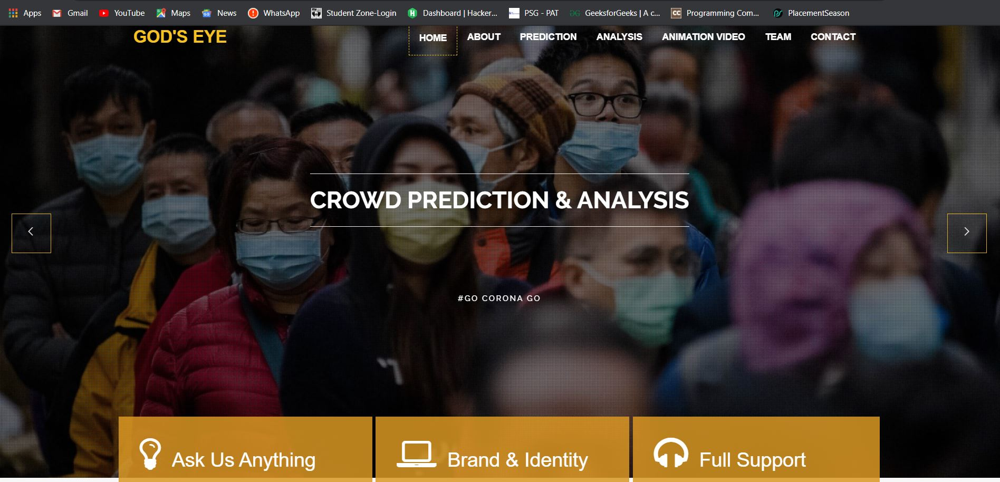 Apps Gmail YouTube Maps News WhatsApp Student Zone-Login Dashboard | Hacker... PSG - PAT GeeksforGeeks | A c... Programming Com... PlacementSeason
GOD'S EYE HOME ABOUT PREDICTION ANALYSIS ANIMATION VIDEO TEAM CONTACT
CROWD PREDICTION & ANALYSIS
#GO CORONA GO
Ask Us Anything Brand & Identity Full Support